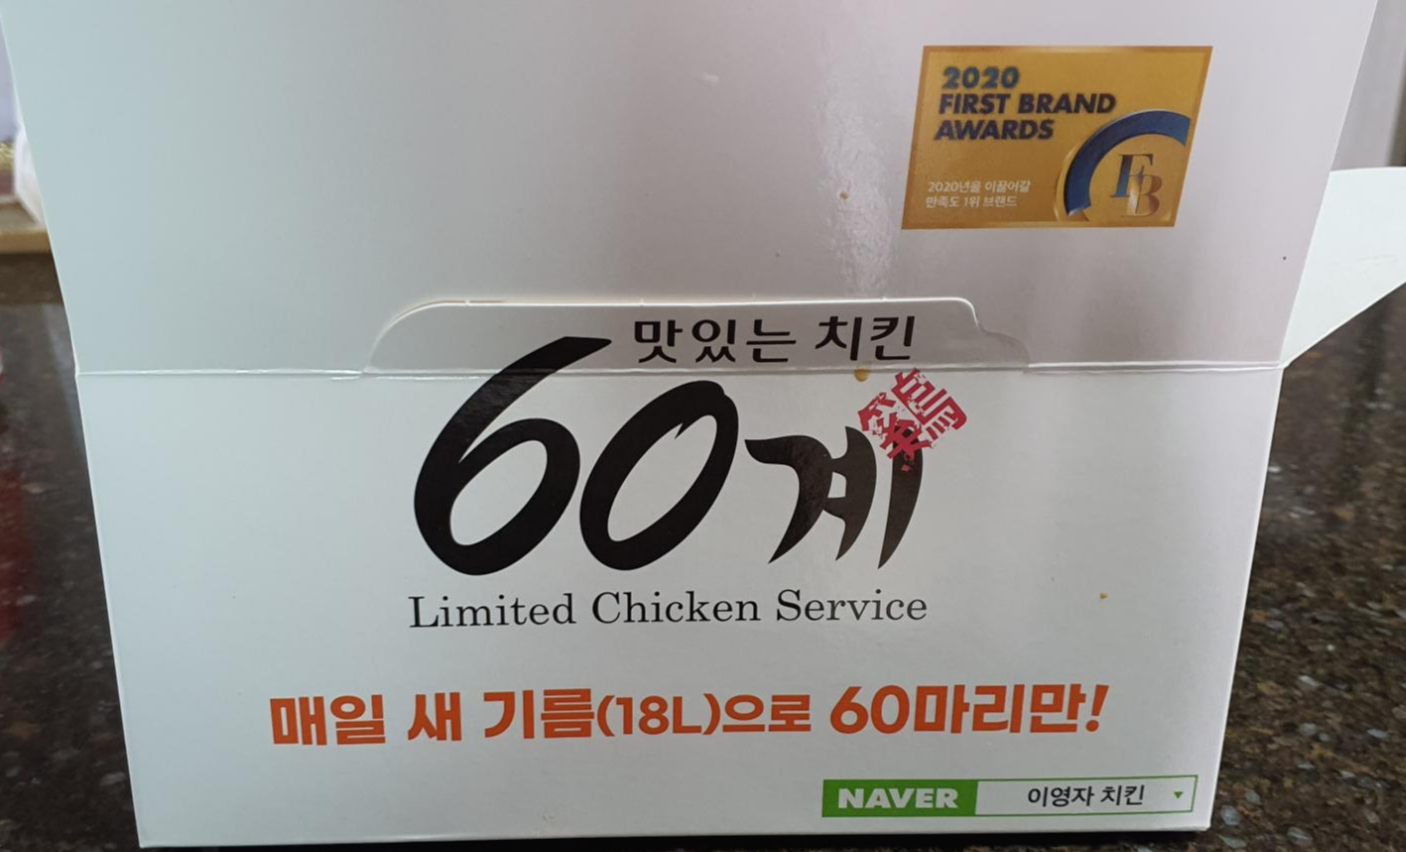 2020
FIRST BRAND
AWARDS
2020년을 이끌어갈
만족도 1위 브랜드
FB
맛있는 치킨
60계
Limited Chicken Service
매일 새 기름(18L)으로 60마리만!
NAVER 이영자 치킨